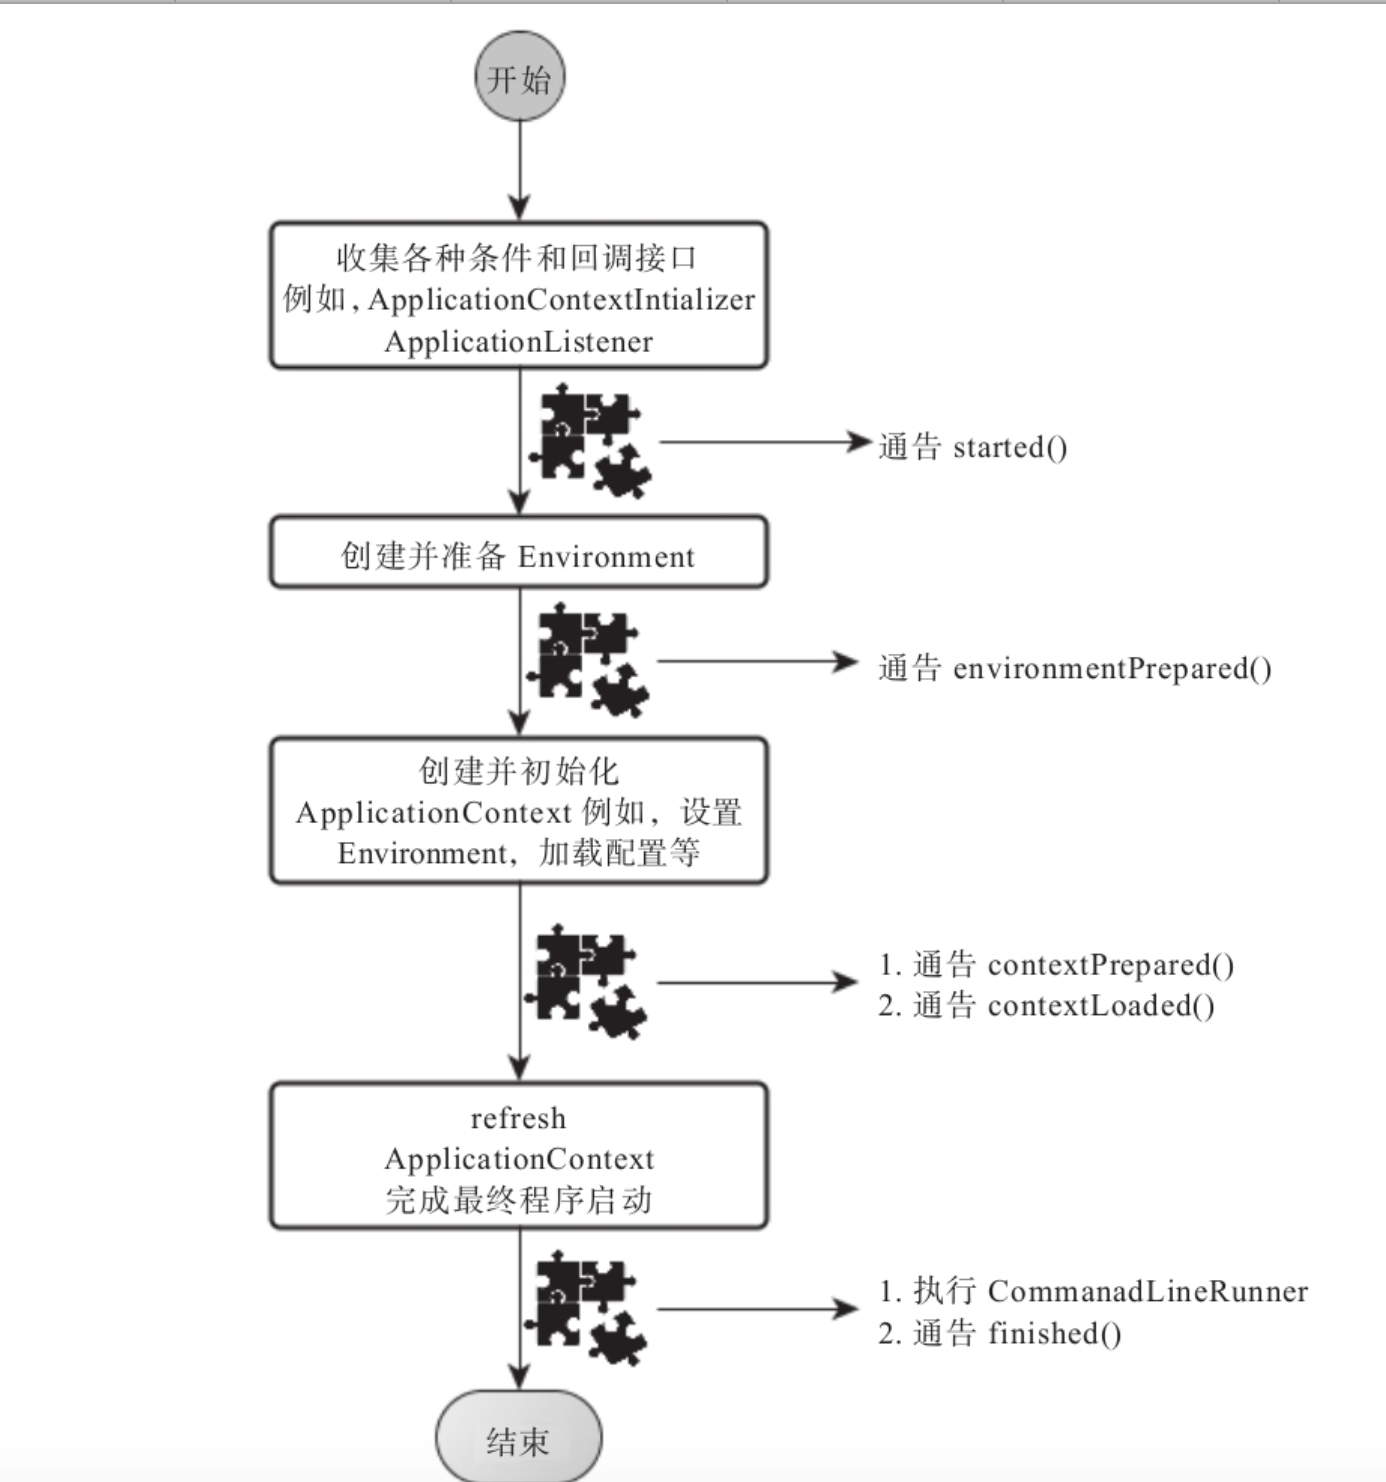 开始
收集各种条件和回调接口
例如，ApplicationContextIntializer
ApplicationListener
通告 started()
创建并准备 Environment
通告 environmentPrepared()
创建并初始化
ApplicationContext 例如，设置
Environment，加载配置等
1. 通告 contextPrepared()
2. 通告 contextLoaded()
refresh
ApplicationContext
完成最终程序启动
1. 执行 CommanadLineRunner
2. 通告 finished()
结束